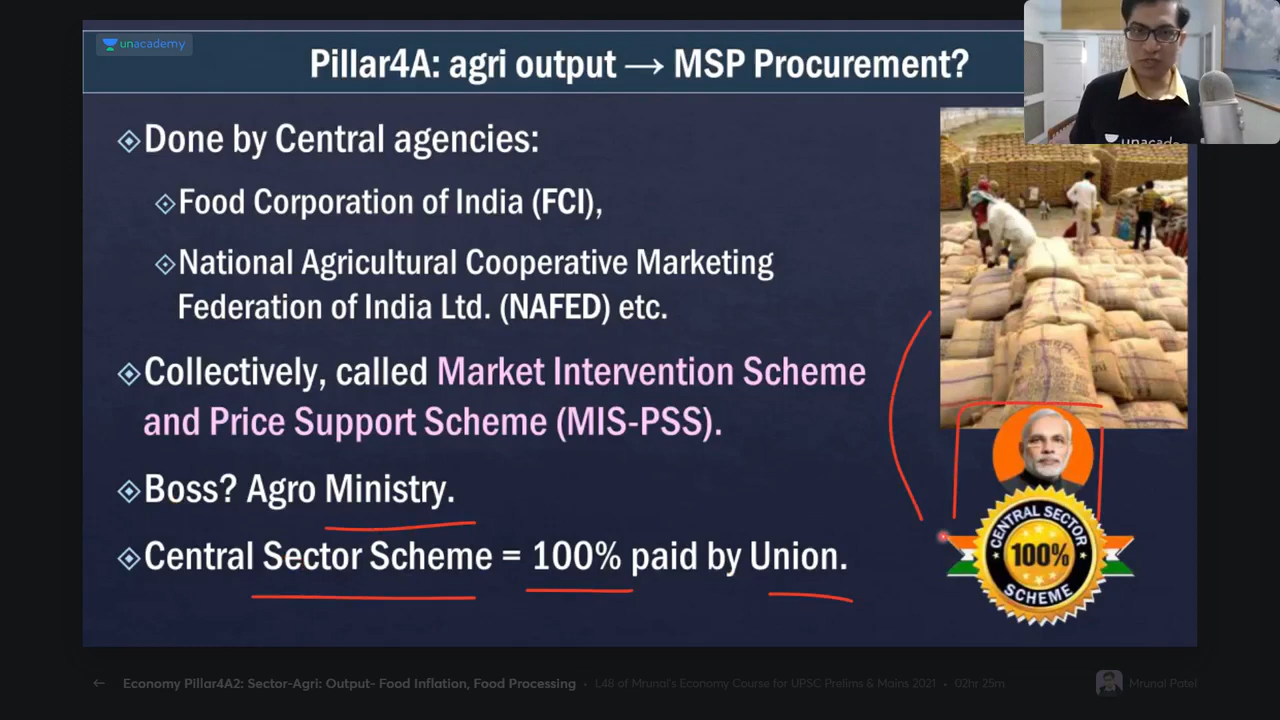 unacademy
Pillar4A: agri output → MSP Procurement?
Done by Central agencies:
Food Corporation of India (FCI),
National Agricultural Cooperative Marketing
Federation of India Ltd. (NAFED) etc.
Collectively, called Market Intervention Scheme
and Price Support Scheme (MIS-PSS).
Boss? Agro Ministry.
Central Sector Scheme = 100% paid by Union.
unacademy
CENTRAL SECTOR
100%
SCHEME
← Economy Pillar4A2: Sector-Agri: Output- Food Inflation, Food Processing • L48 of Mrunal's Economy Course for UPSC Prelims & Mains 2021 • 02hr 25m
Mrunal Patel